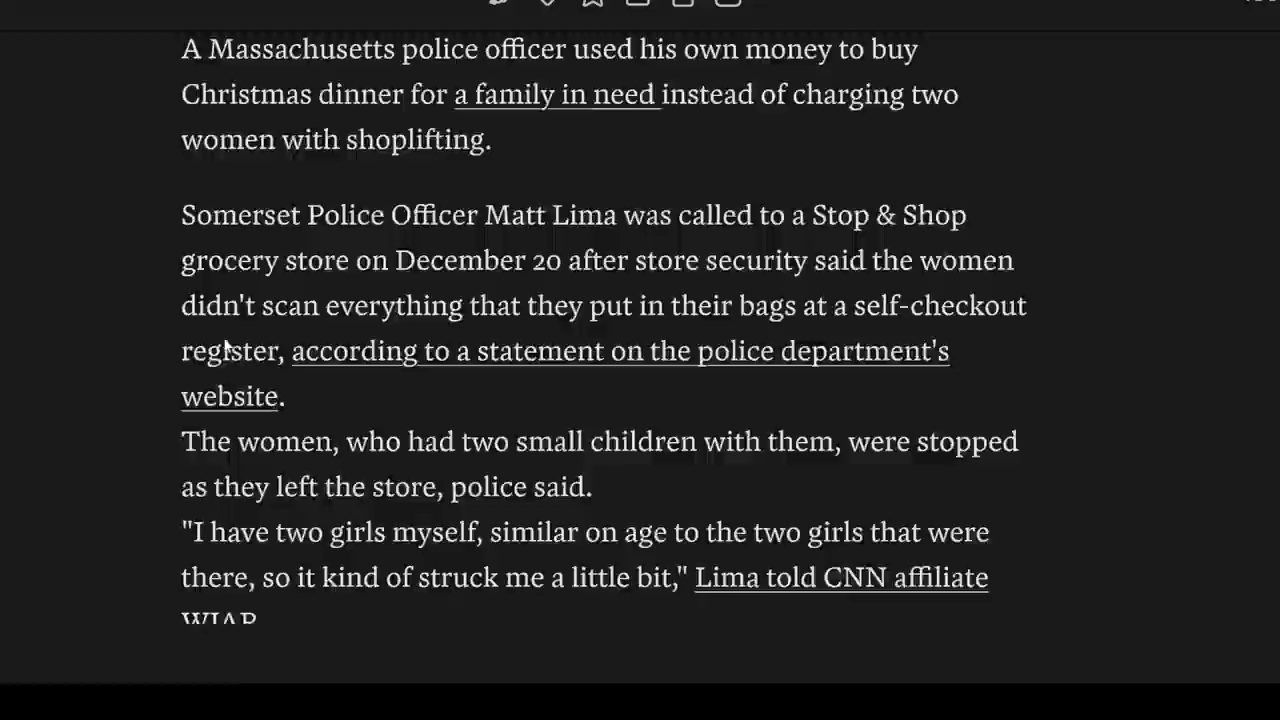 A Massachusetts police officer used his own money to buy
Christmas dinner for a family in need instead of charging two
women with shoplifting.
Somerset Police Officer Matt Lima was called to a Stop & Shop
grocery store on December 20 after store security said the women
didn't scan everything that they put in their bags at a self-checkout
register, according to a statement on the police department's
website.
The women, who had two small children with them, were stopped
as they left the store, police said.
"I have two girls myself, similar on age to the two girls that were
there, so it kind of struck me a little bit," Lima told CNN affiliate